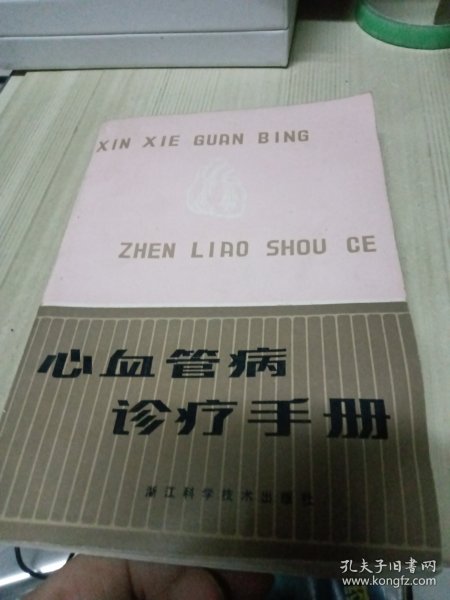 XIN XIE GUAN BING
ZHEN LIAO SHOU CE
心血管病
诊疗手册
浙江科学技术出版社
孔夫子旧书网
www.kongfz.com